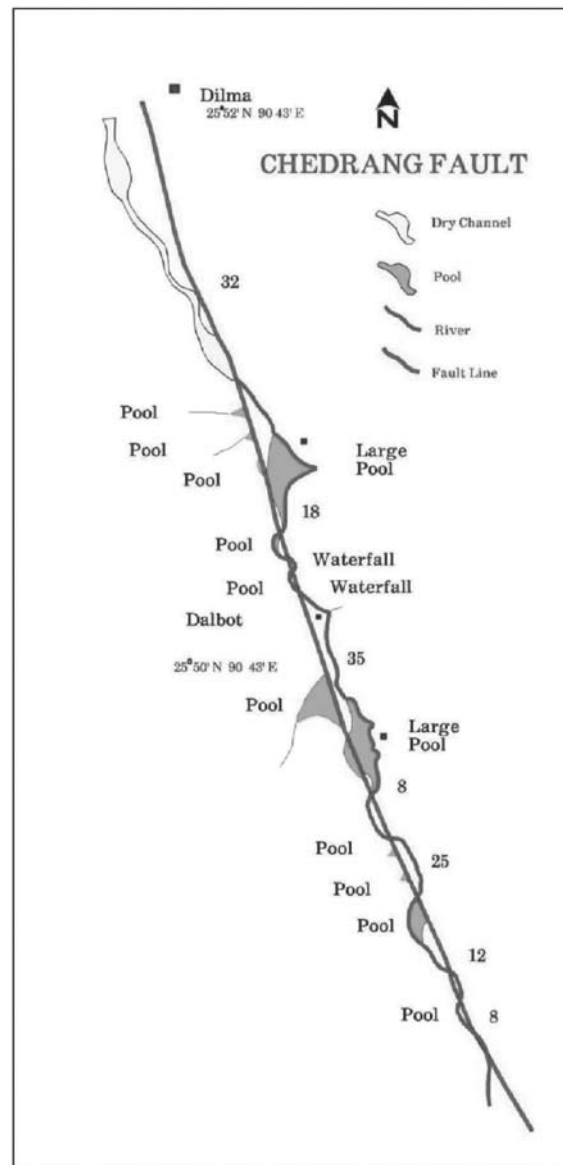 Dilma
25°52' N 90 43' E
N
CHEDRANG FAULT
Dry Channel
Pool
River
Fault Line
32
Pool
Pool
Pool
Large
Pool
18
Pool
Waterfall
Pool
Waterfall
Dalbot
35
25°50' N 90 43' E
Pool
Large
Pool
8
Pool
25
Pool
Pool
12
Pool
8